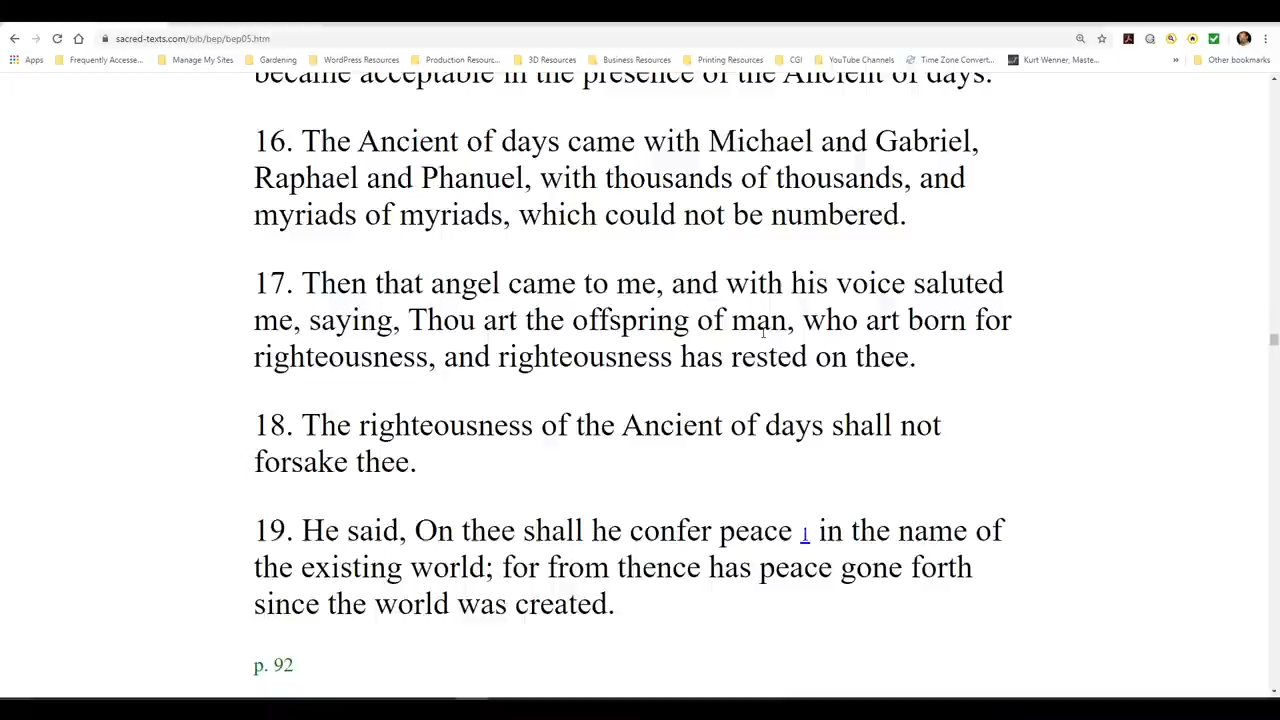 sacred-texts.com/bib/bep/bep05.htm
Apps Frequently Accesse... Manage My Sites Gardening WordPress Resources Production Resourc... 3D Resources Business Resources Printing Resources CGI YouTube Channels Time Zone Convert... Kurt Wenner, Maste... » Other bookmarks
became acceptable in the presence of the Ancient of days.
16. The Ancient of days came with Michael and Gabriel,
Raphael and Phanuel, with thousands of thousands, and
myriads of myriads, which could not be numbered.
17. Then that angel came to me, and with his voice saluted
me, saying, Thou art the offspring of man, who art born for
righteousness, and righteousness has rested on thee.
18. The righteousness of the Ancient of days shall not
forsake thee.
19. He said, On thee shall he confer peace 1 in the name of
the existing world; for from thence has peace gone forth
since the world was created.
p. 92